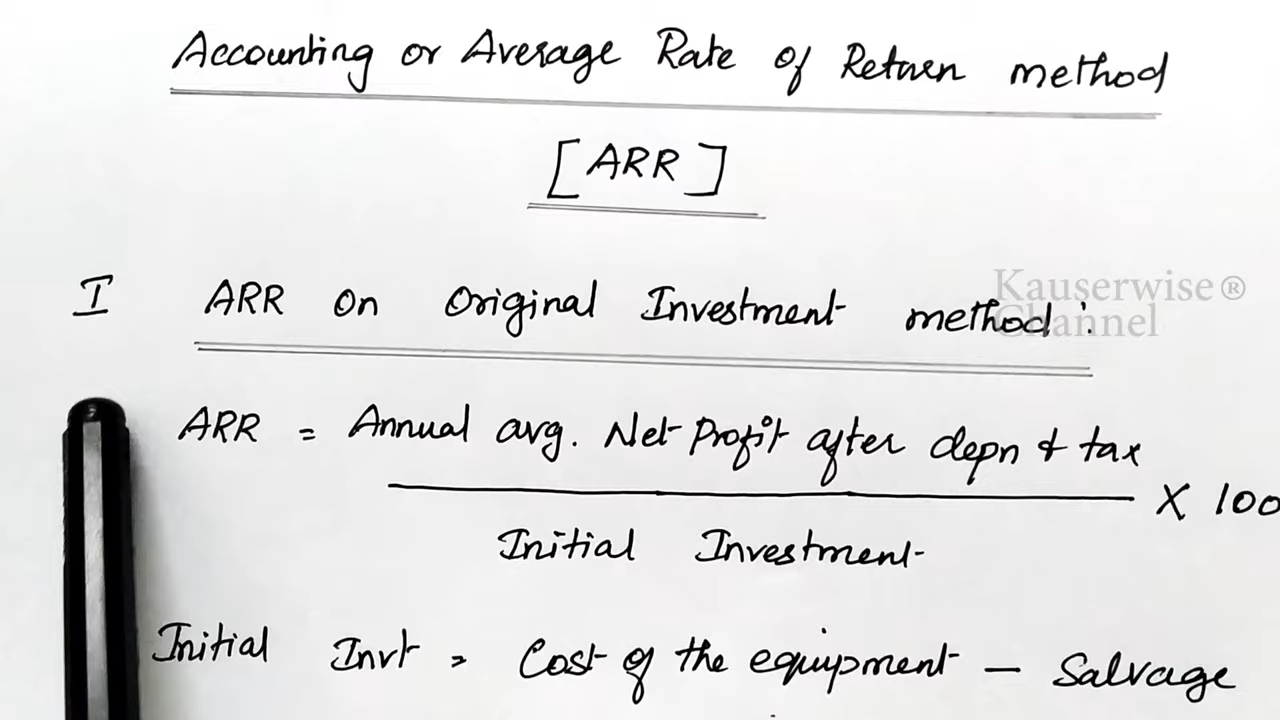 Accounting or Average Rate of Return method
[ARR]
I ARR on Original Investment method:
Kauserwise®
Channel
ARR = Annual avg. Net Profit after depn & tax
X 100
Initial Investment
Initial Invt = Cost of the equipment - Salvage